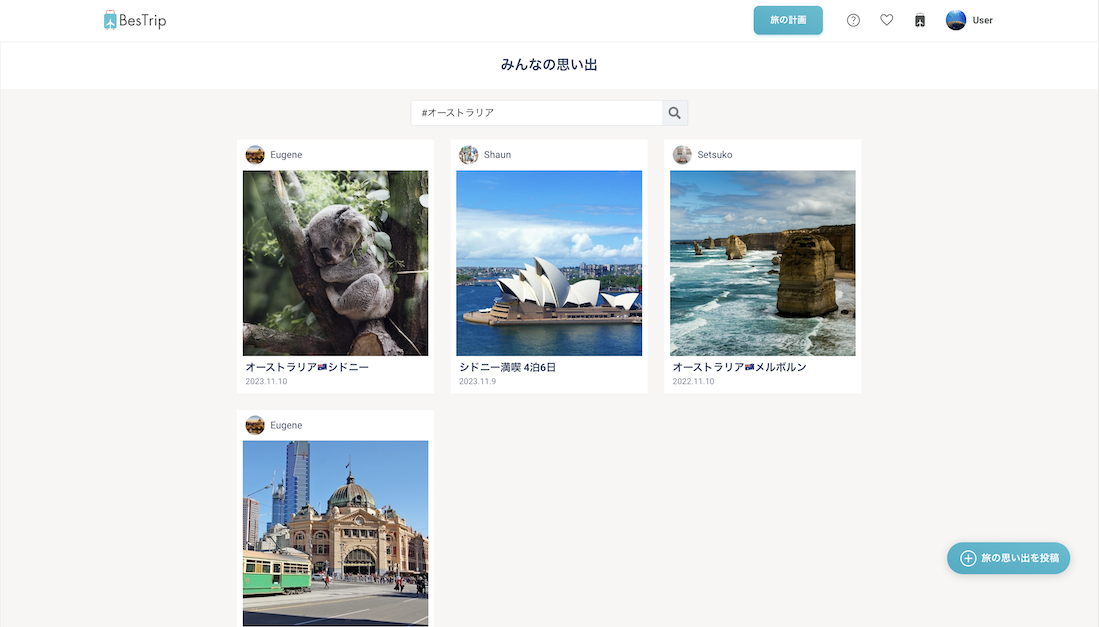 BesTrip
旅の計画
User
みんなの思い出
#オーストラリア
Eugene
Shaun
Setsuko
オーストラリア🇦🇺シドニー
2023.11.10
シドニー満喫 4泊6日
2023.11.9
オーストラリア🇦🇺メルボルン
2022.11.10
Eugene
旅の思い出を投稿